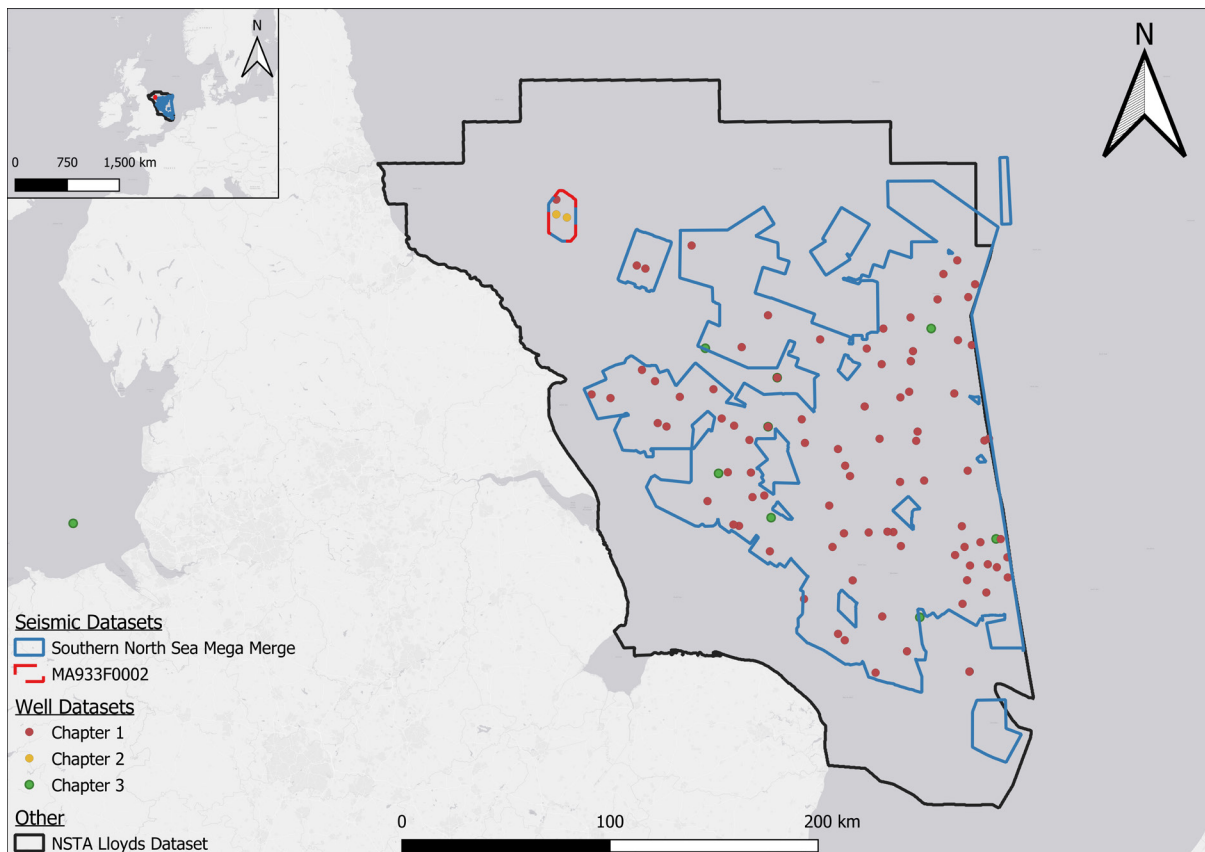 N
0 750 1,500 km
N
Seismic Datasets
Southern North Sea Mega Merge
MA933F0002
Well Datasets
Chapter 1
Chapter 2
Chapter 3
Other
NSTA Lloyds Dataset
0 100 200 km